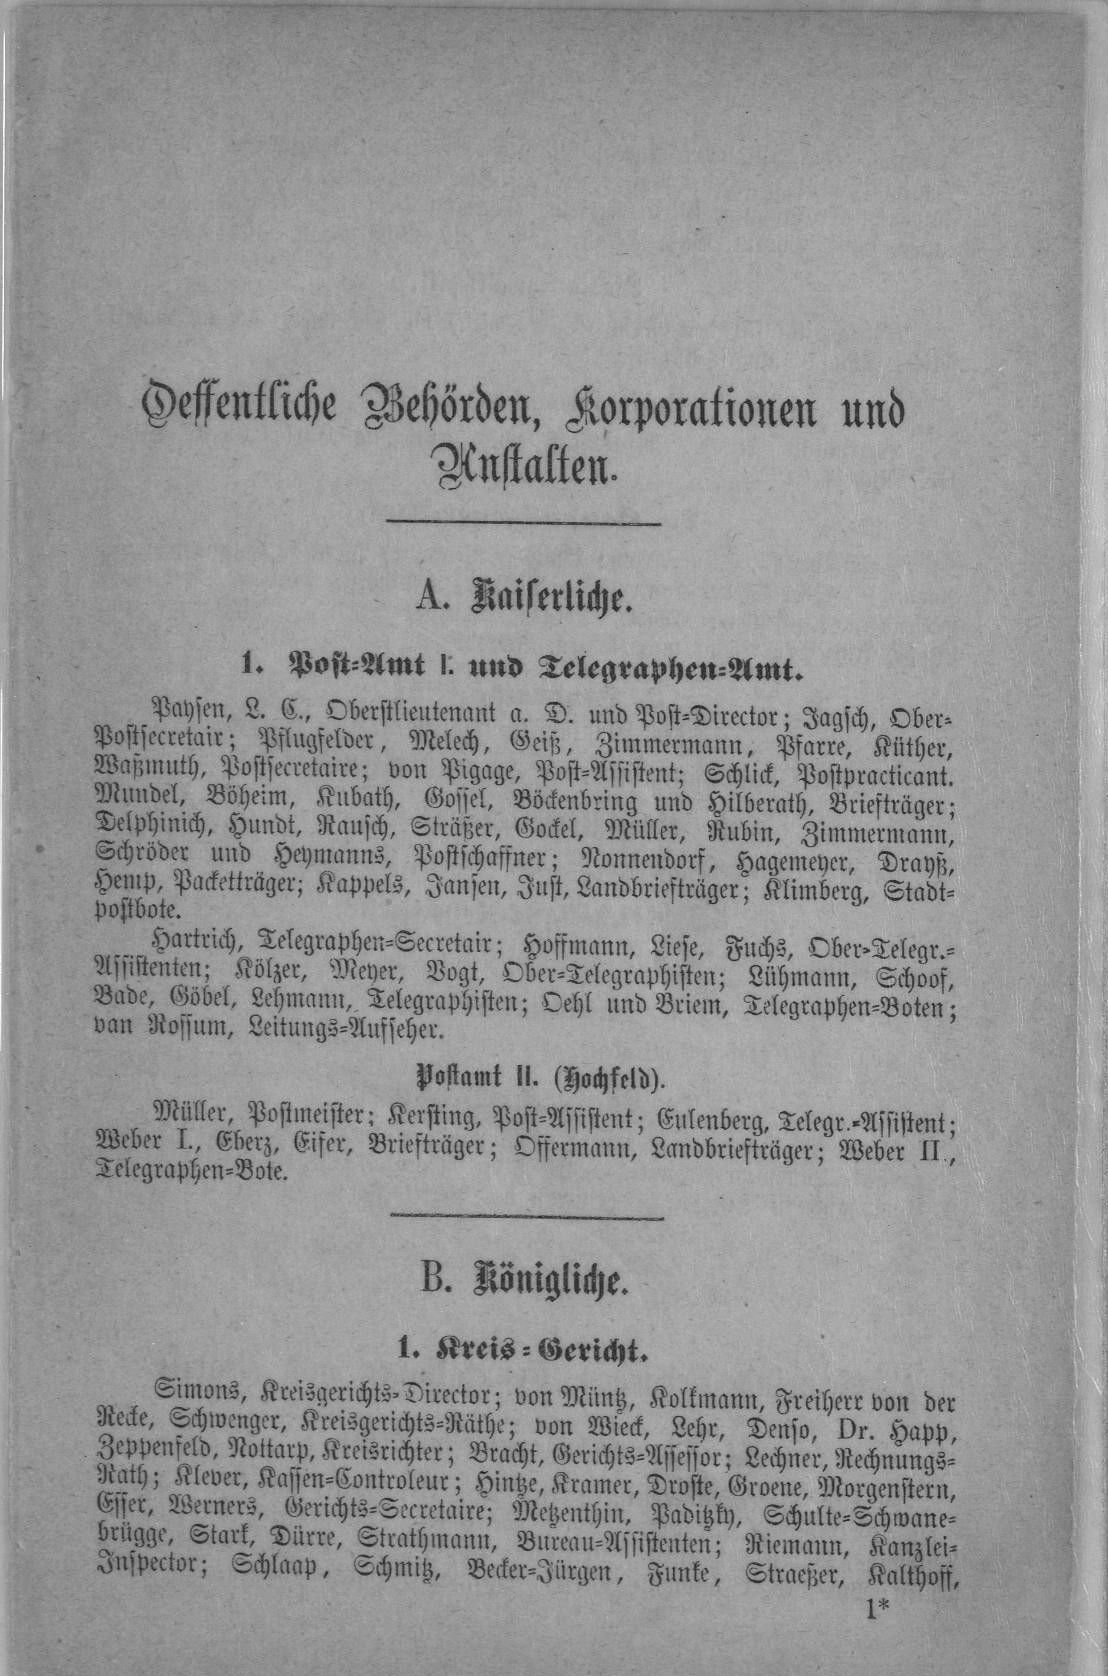 Oeffentliche Behörden, Korporationen und
Anstalten.
A. Kaiserliche.
1. Post=Amt I. und Telegraphen=Amt.
Paysen, L. C., Oberstlieutenant a. D. und Post=Director; Jagsch, Ober=
Postsecretair; Pflugfelder, Melech, Geiß, Zimmermann, Pfarre, Küther,
Waßmuth, Postsecretaire; von Pigage, Post=Assistent; Schlick, Postpracticant.
Mundel, Böheim, Kubath, Gossel, Böckenbring und Hilberath, Briefträger;
Delphinich, Hundt, Rausch, Sträßer, Gockel, Müller, Rubin, Zimmermann,
Schröder und Heymanns, Postschaffner; Nonnendorf, Hagemeyer, Drayß,
Hemp, Packetträger; Kappels, Jansen, Just, Landbriefträger; Klimberg, Stadt=
postbote.
Hartrich, Telegraphen=Secretair; Hoffmann, Liese, Fuchs, Ober=Telegr.=
Assistenten; Kölzer, Meyer, Vogt, Ober=Telegraphisten; Lühmann, Schoof,
Bade, Göbel, Lehmann, Telegraphisten; Oehl und Briem, Telegraphen=Boten;
van Rossum, Leitungs=Aufseher.
Postamt II. (Hochfeld).
Müller, Postmeister; Kersting, Post=Assistent; Eulenberg, Telegr.=Assistent;
Weber I., Eberz, Eifer, Briefträger; Offermann, Landbriefträger; Weber II.,
Telegraphen=Bote.
B. Königliche.
1. Kreis=Gericht.
Simons, Kreisgerichts=Director; von Müntz, Kolkmann, Freiherr von der
Recke, Schwenger, Kreisgerichts=Räthe; von Wieck, Lehr, Denso, Dr. Happ,
Zeppenfeld, Nottarp, Kreisrichter; Bracht, Gerichts=Assessor; Lechner, Rechnungs=
Rath; Klever, Kassen=Controleur; Hintze, Kramer, Droste, Groene, Morgenstern,
Esser, Werners, Gerichts=Secretaire; Metzenthin, Paditzky, Schulte=Schwane=
brügge, Stark, Dürre, Strathmann, Bureau=Assistenten; Riemann, Kanzlei=
Inspector; Schlaap, Schmitz, Becker=Jürgen, Funke, Straeßer, Kalthoff,
1*